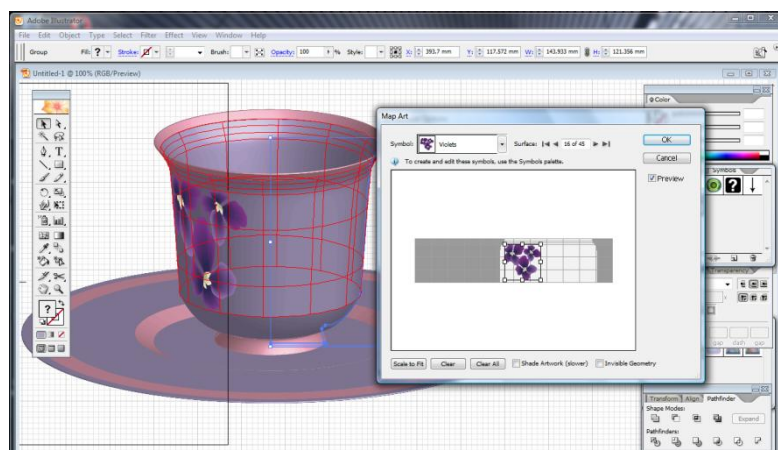 Adobe Illustrator
File Edit Object Type Select Filter Effect View Window Help
Group Fill: ? Stroke: Brush: Opacity: 100 % Style: X: 393.7 mm Y: 117.572 mm W: 143.933 mm H: 121.356 mm
Untitled-1 @ 100% (RGB/Preview)
Color
Map Art
Symbol: Violets Surface: 16 of 45 OK
To create and edit these symbols, use the Symbols palette. Cancel
Preview
Symbols
Transparency
gap dash gap
Scale to Fit Clear Clear All Shade Artwork (slower) Invisible Geometry
Transform Align Pathfinder
Shape Modes:
Expand
Pathfinders: